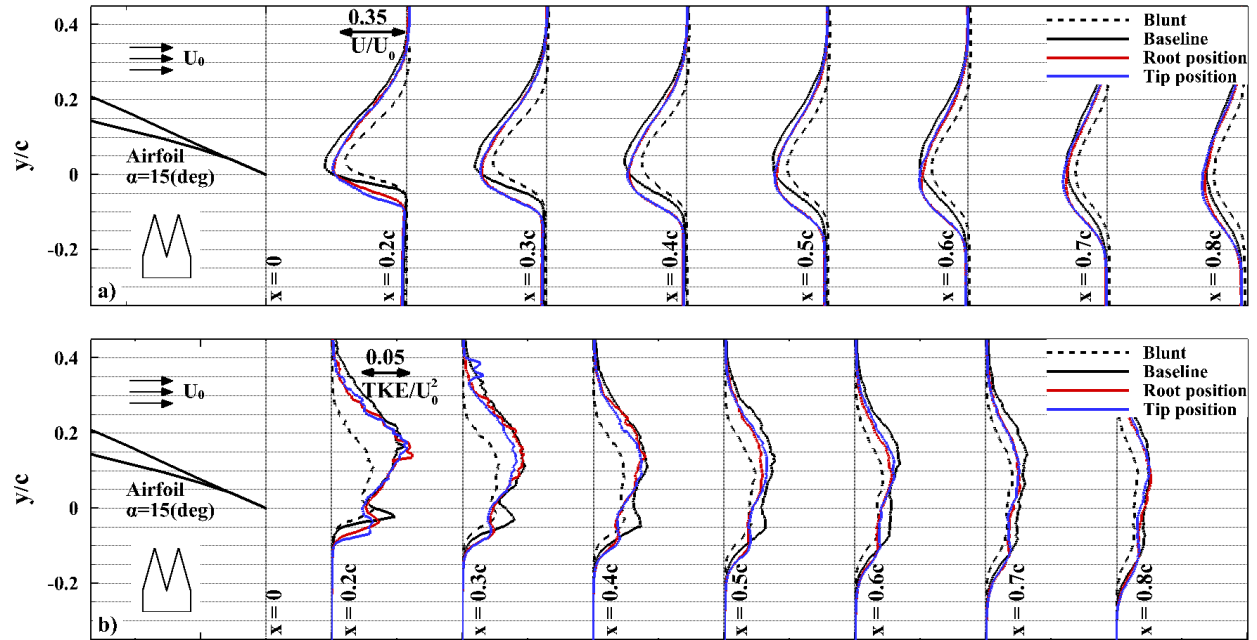 0.4
0.2
0
-0.2
y/c
U₀
Airfoil
α=15(deg)
a)
0.35
U/U₀
x = 0
x = 0.2c
x = 0.3c
x = 0.4c
x = 0.5c
x = 0.6c
x = 0.7c
x = 0.8c
Blunt
Baseline
Root position
Tip position
0.4
0.2
0
-0.2
y/c
U₀
Airfoil
α=15(deg)
b)
0.05
TKE/U₀²
x = 0
x = 0.2c
x = 0.3c
x = 0.4c
x = 0.5c
x = 0.6c
x = 0.7c
x = 0.8c
Blunt
Baseline
Root position
Tip position